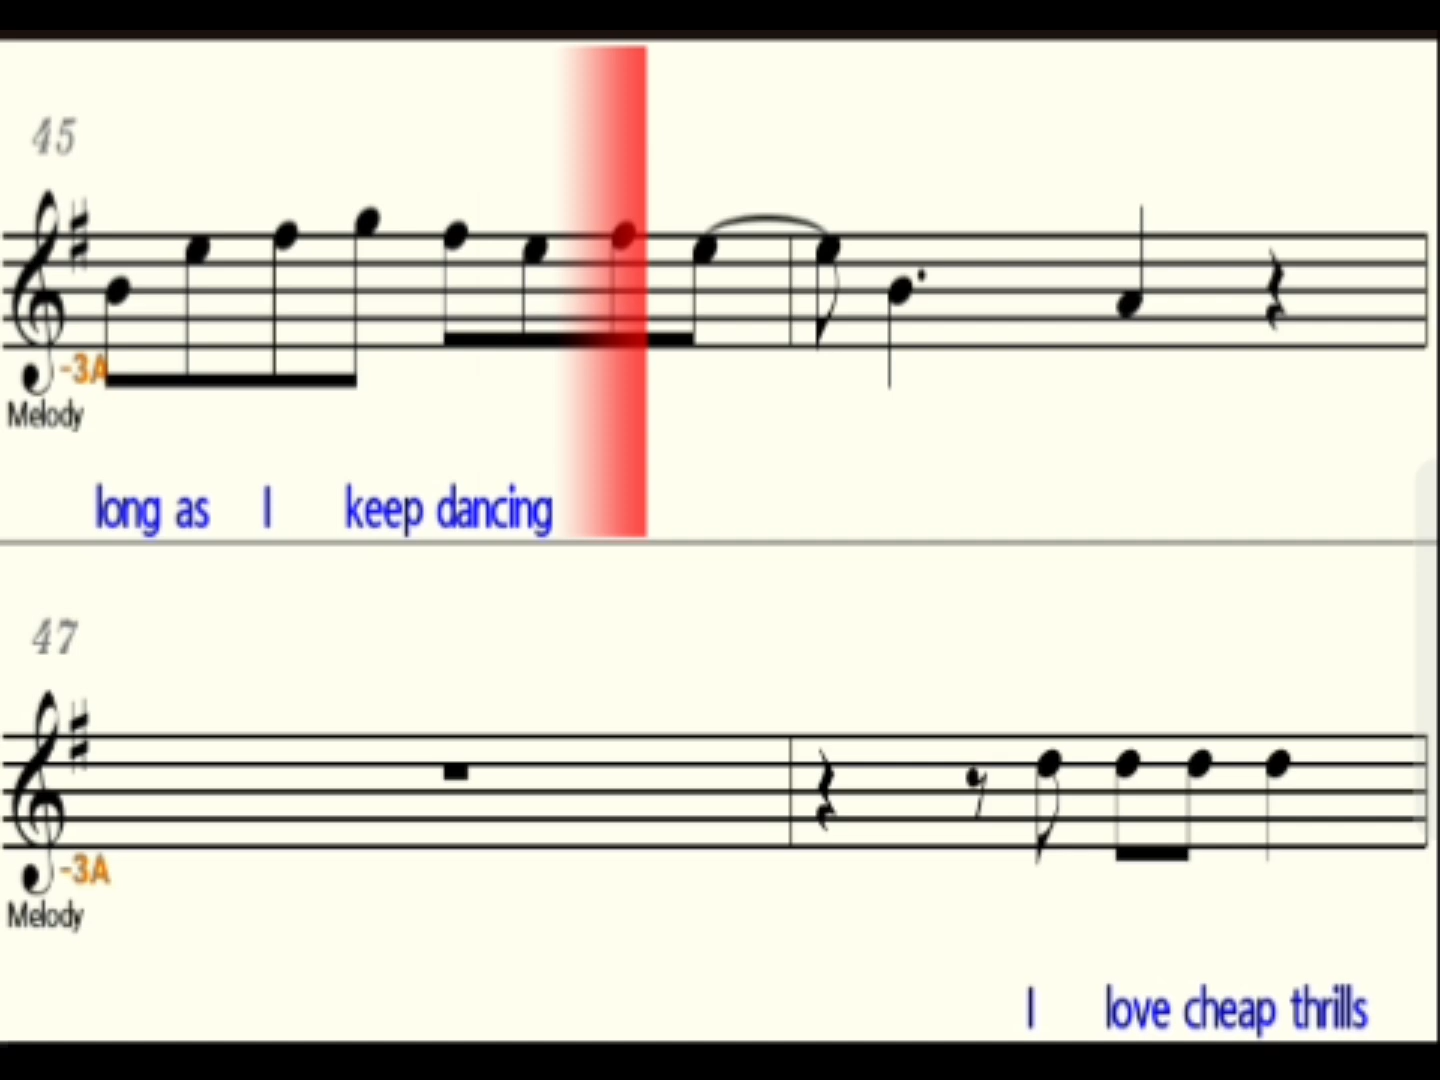 45
-3A
Melody
long as I keep dancing
47
-3A
Melody
I love cheap thrills